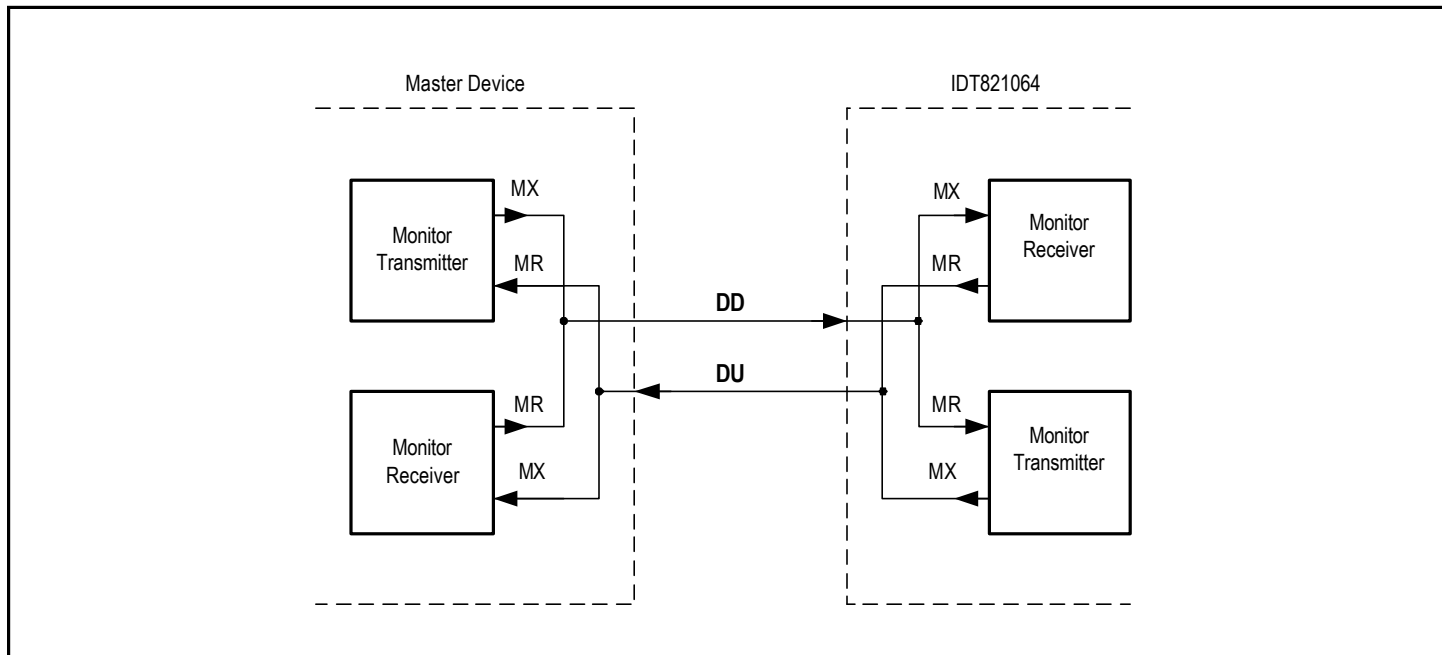 Master Device
IDT821064
MX
Monitor
Transmitter
MR
MX
Monitor
Receiver
MR
DD
DU
MR
Monitor
Receiver
MX
MR
Monitor
Transmitter
MX